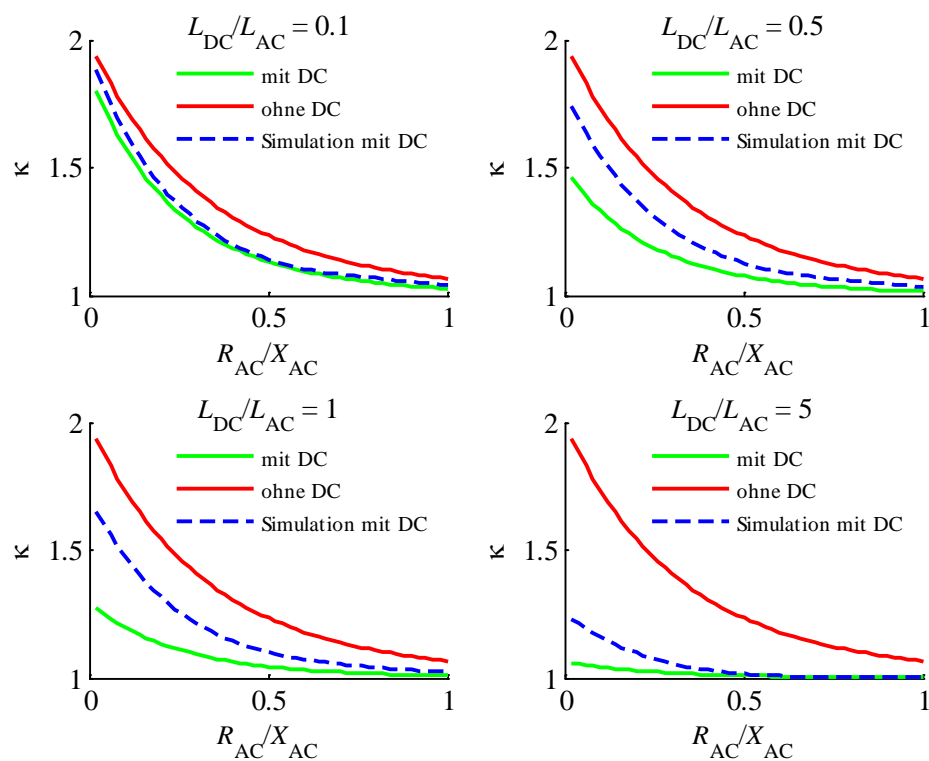 L_DC/L_AC = 0.1
2
mit DC
ohne DC
Simulation mit DC
1.5
κ
1
0 0.5 1
R_AC/X_AC
L_DC/L_AC = 0.5
2
mit DC
ohne DC
Simulation mit DC
1.5
κ
1
0 0.5 1
R_AC/X_AC
L_DC/L_AC = 1
2
mit DC
ohne DC
Simulation mit DC
1.5
κ
1
0 0.5 1
R_AC/X_AC
L_DC/L_AC = 5
2
mit DC
ohne DC
Simulation mit DC
1.5
κ
1
0 0.5 1
R_AC/X_AC